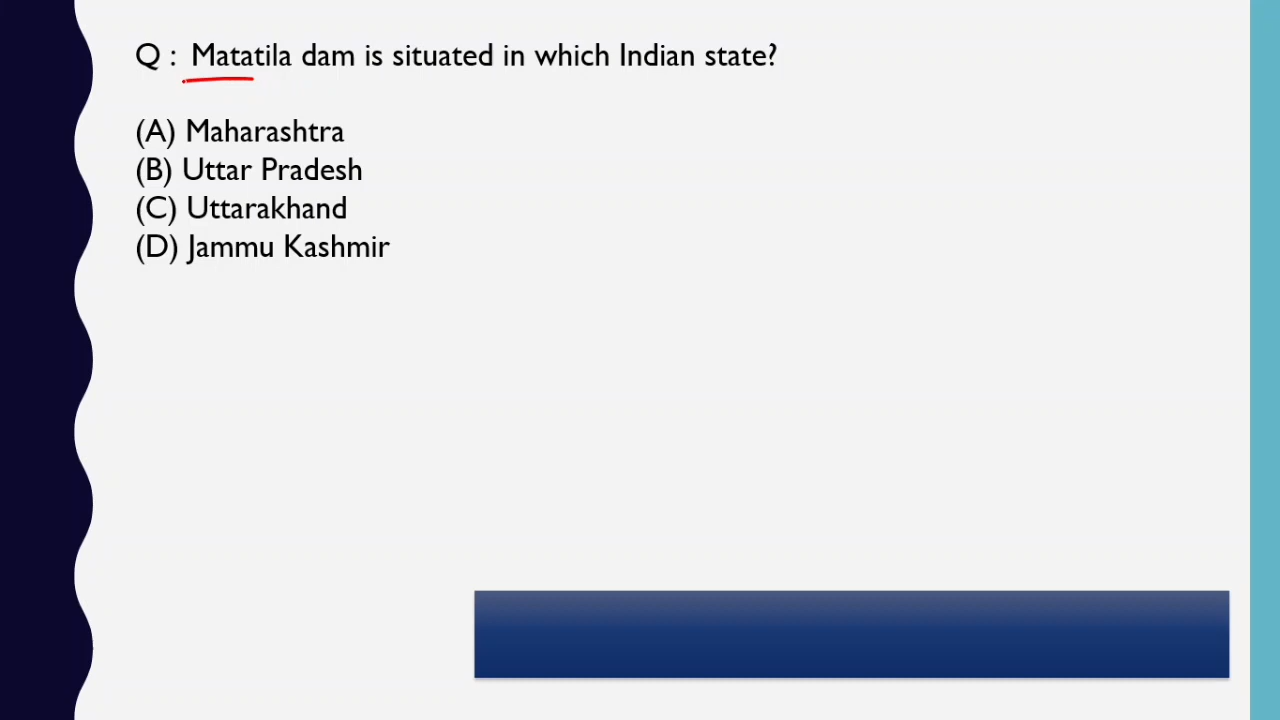 Q : Matatila dam is situated in which Indian state?
(A) Maharashtra
(B) Uttar Pradesh
(C) Uttarakhand
(D) Jammu Kashmir